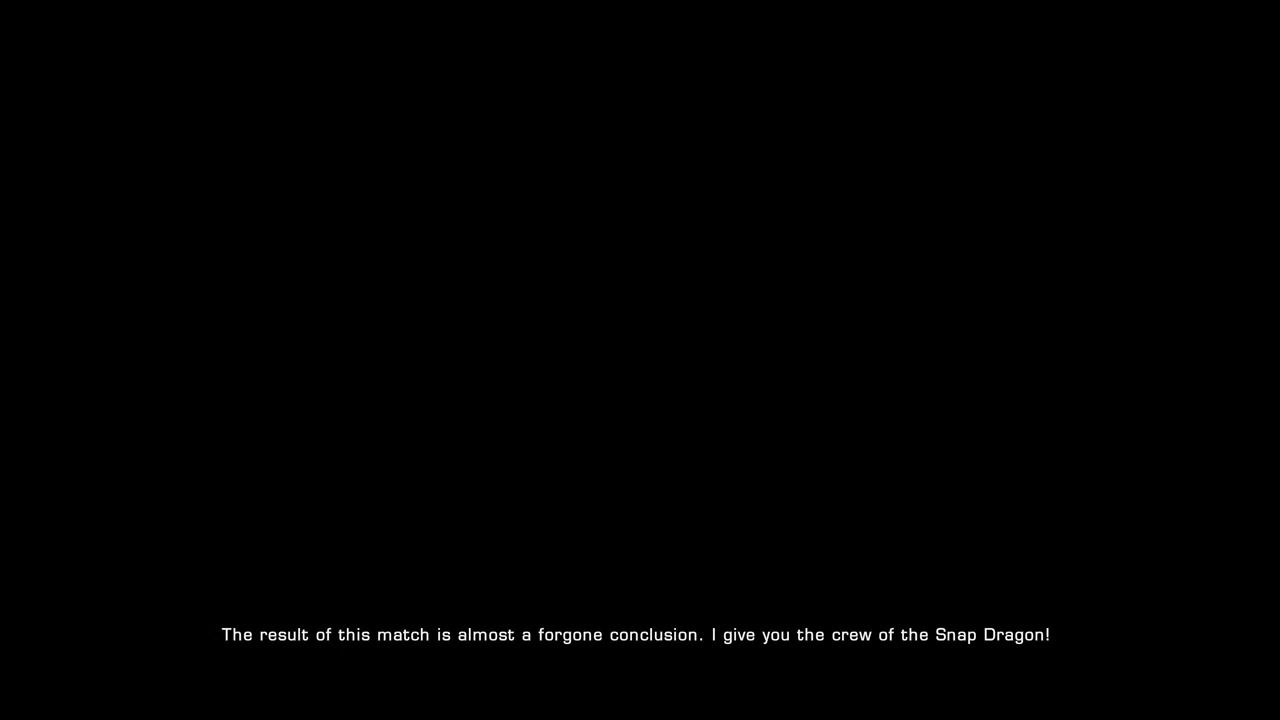 The result of this match is almost a forgone conclusion. I give you the crew of the Snap Dragon!